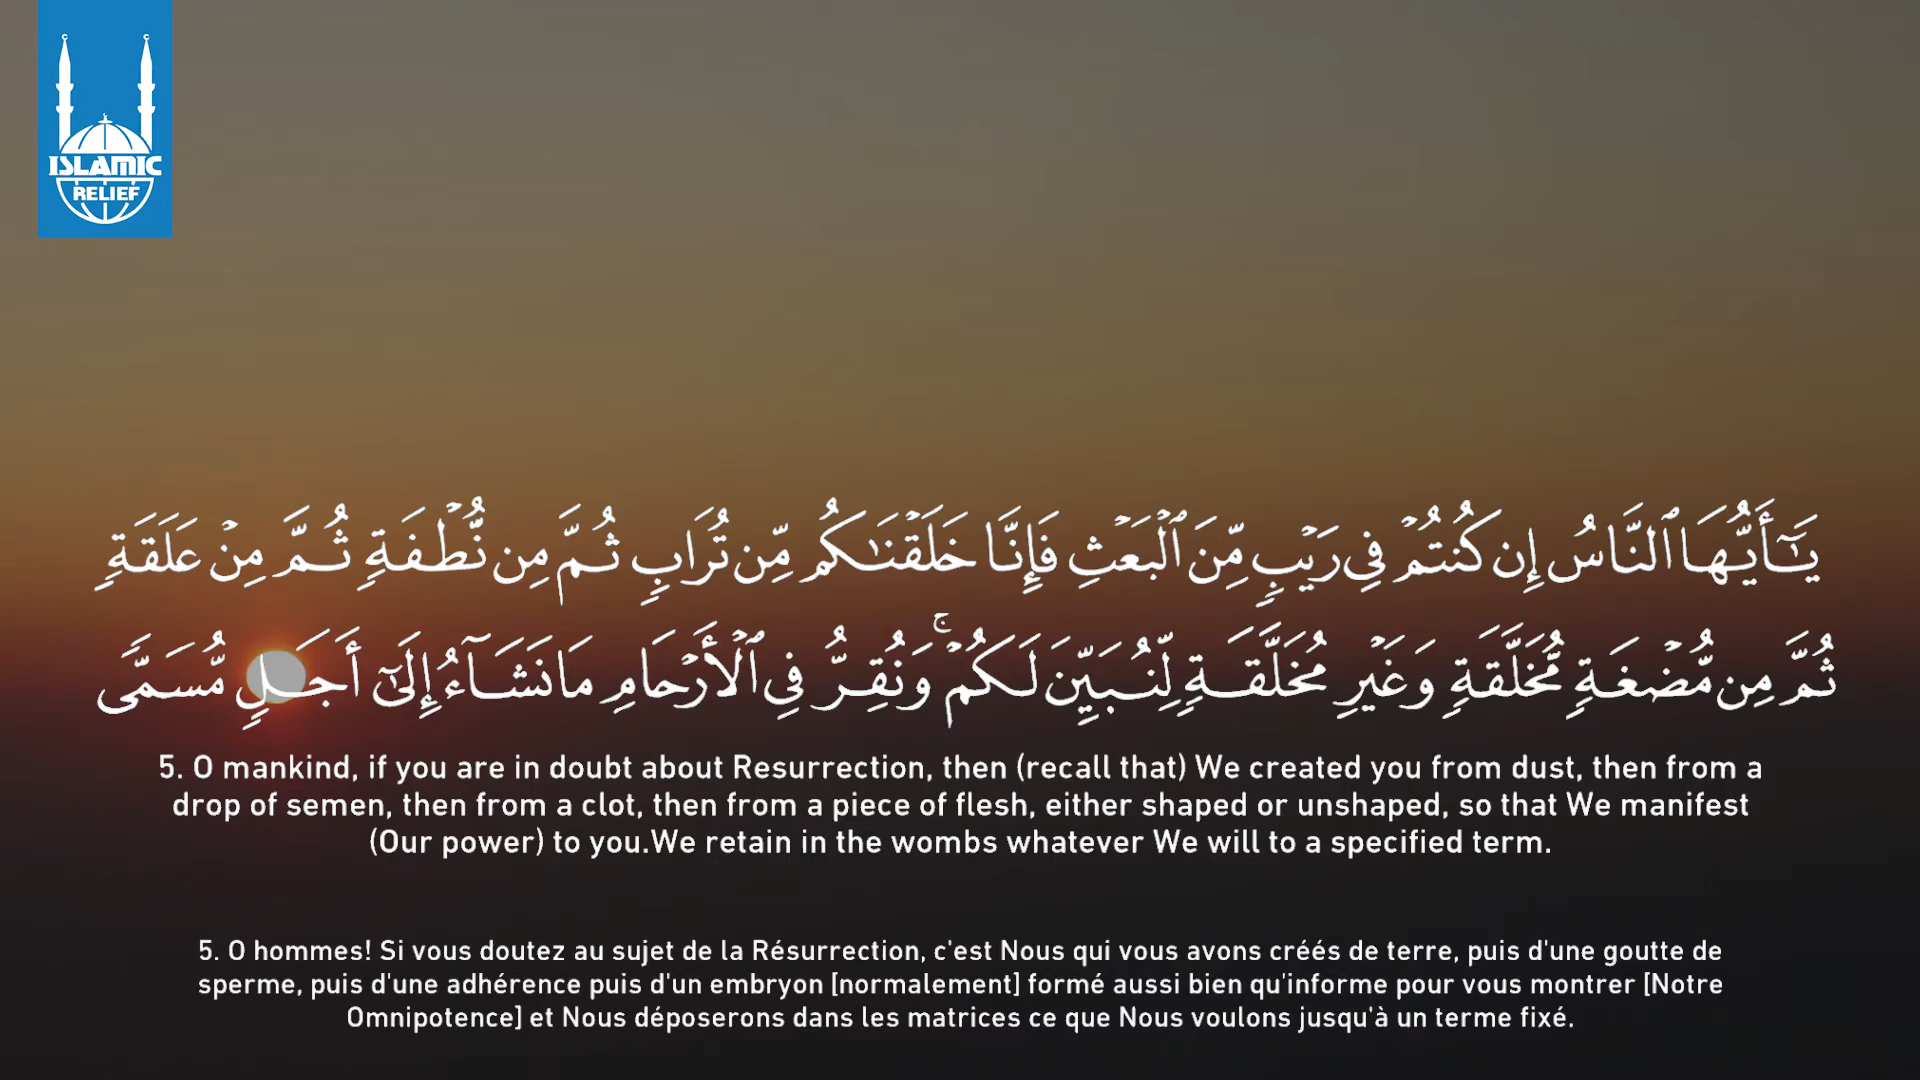 ISLAMIC
RELIEF
يَـٰٓأَيُّهَا ٱلنَّاسُ إِن كُنتُمْ فِى رَيْبٍ مِّنَ ٱلْبَعْثِ فَإِنَّا خَلَقْنَـٰكُم مِّن تُرَابٍ ثُمَّ مِن نُّطْفَةٍ ثُمَّ مِنْ عَلَقَةٍ
ثُمَّ مِن مُّضْغَةٍ مُّخَلَّقَةٍ وَغَيْرِ مُخَلَّقَةٍ لِّنُبَيِّنَ لَكُمْ ۚ وَنُقِرُّ فِى ٱلْأَرْحَامِ مَا نَشَآءُ إِلَىٰٓ أَجَلٍ مُّسَمًّى
5. O mankind, if you are in doubt about Resurrection, then (recall that) We created you from dust, then from a
drop of semen, then from a clot, then from a piece of flesh, either shaped or unshaped, so that We manifest
(Our power) to you.We retain in the wombs whatever We will to a specified term.
5. O hommes! Si vous doutez au sujet de la Résurrection, c'est Nous qui vous avons créés de terre, puis d'une goutte de
sperme, puis d'une adhérence puis d'un embryon [normalement] formé aussi bien qu'informe pour vous montrer [Notre
Omnipotence] et Nous déposerons dans les matrices ce que Nous voulons jusqu'à un terme fixé.